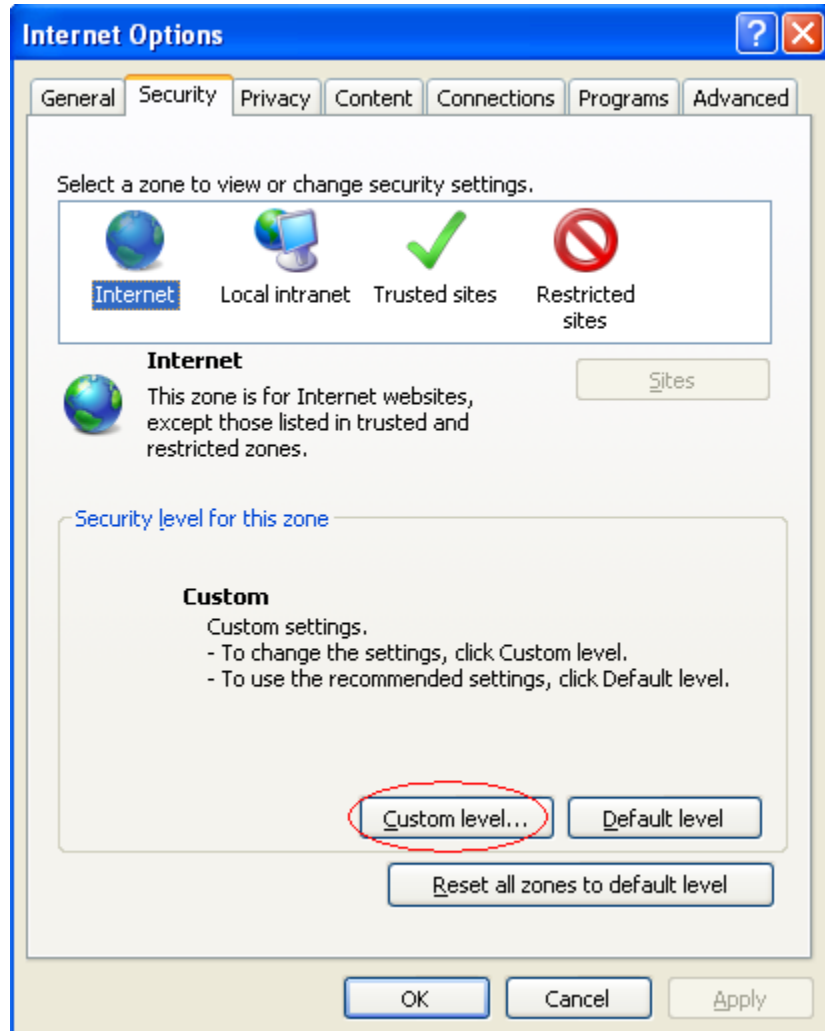 Internet Options
General Security Privacy Content Connections Programs Advanced
Select a zone to view or change security settings.
Internet Local intranet Trusted sites Restricted
sites
Internet
Sites
This zone is for Internet websites,
except those listed in trusted and
restricted zones.
Security level for this zone
Custom
Custom settings.
- To change the settings, click Custom level.
- To use the recommended settings, click Default level.
Custom level... Default level
Reset all zones to default level
OK Cancel Apply